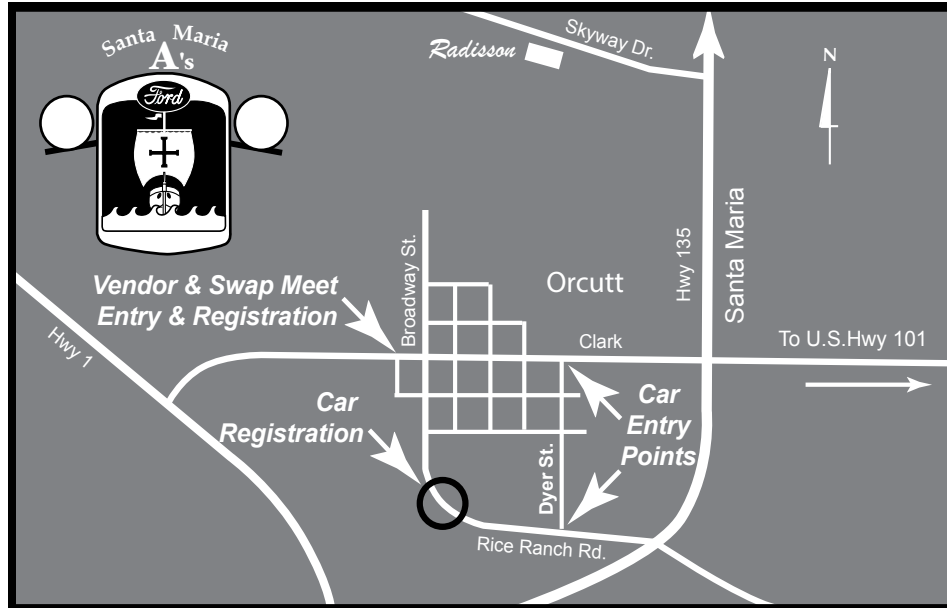 Santa Maria
A's
Ford
Radisson
Skyway Dr.
N
Hwy 135
Santa Maria
Broadway St.
Orcutt
Vendor & Swap Meet
Entry & Registration
Hwy 1
Clark
To U.S.Hwy 101
Car
Registration
Car
Entry
Points
Dyer St.
Rice Ranch Rd.